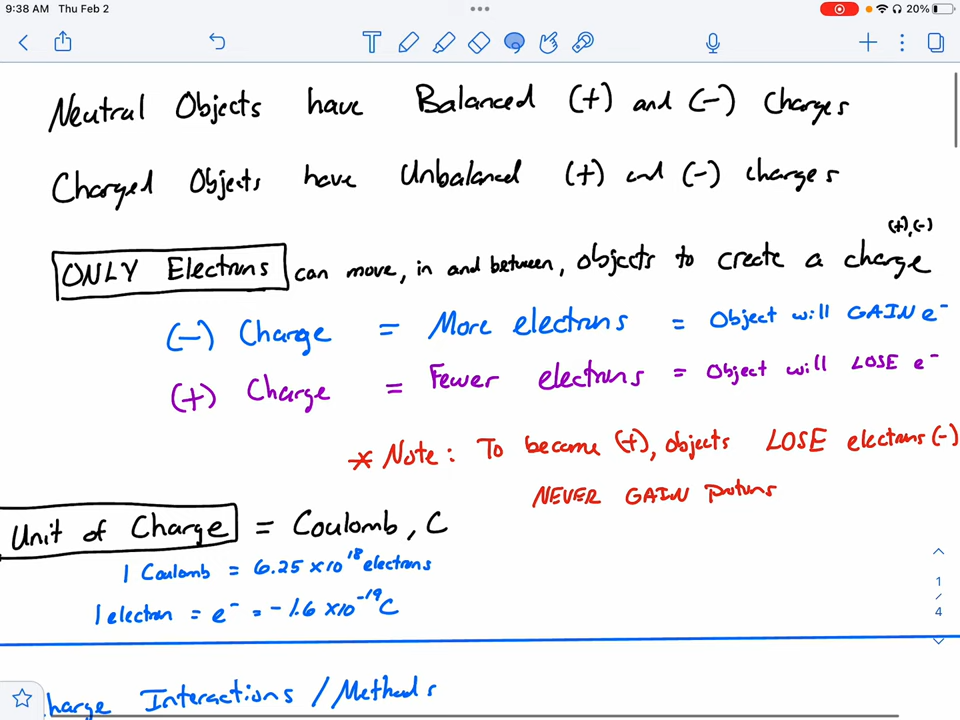 9:38 AM Thu Feb 2
20%
Neutral Objects have Balanced (+) and (-) Charges
Charged Objects have Unbalanced (+) and (-) charges
(+), (-)
ONLY Electrons can move, in and between, objects to create a charge
(-) Charge = More electrons = Object will GAIN e⁻
(+) Charge = Fewer electrons = Object will LOSE e⁻
* Note: To become (+), objects LOSE electrons (-)
NEVER GAIN protons
Unit of Charge = Coulomb, C
1 Coulomb = 6.25 x10¹⁸ electrons
1 electron = e⁻ = -1.6 x10⁻¹⁹ C
1
/
4
harge Interactions / Methods